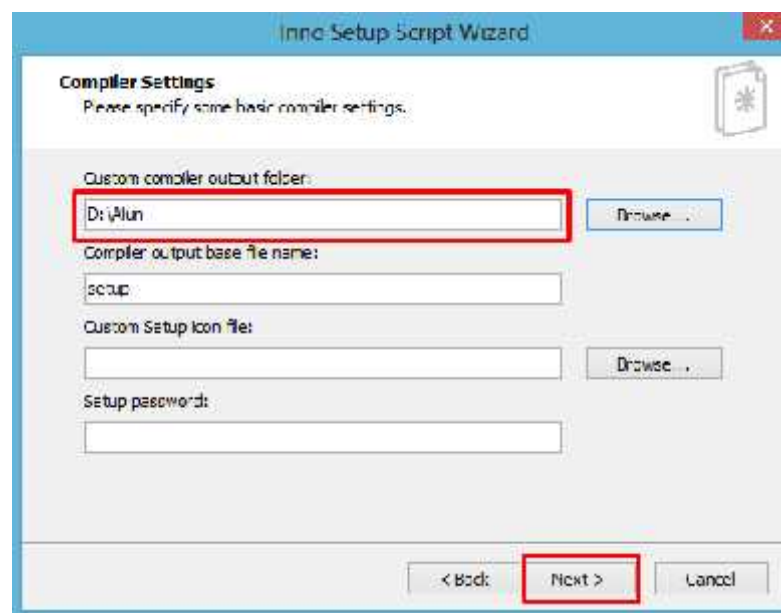 Inno Setup Script Wizard
Compiler Settings
Please specify some basic compiler settings.
Custom compiler output folder:
D:\Alun
Browse...
Compiler output base file name:
setup
Custom Setup icon file:
Browse...
Setup password:
< Back
Next >
Cancel